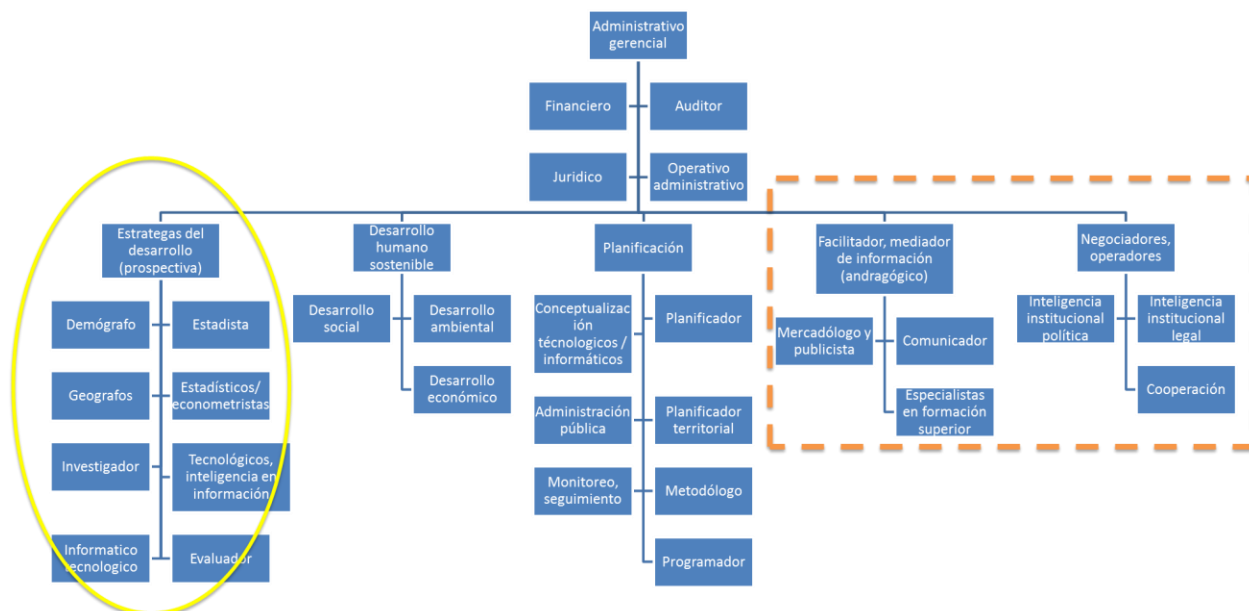 Administrativo
gerencial
Financiero
Auditor
Juridico
Operativo
administrativo
Estrategas del
desarrollo
(prospectiva)
Demógrafo
Estadista
Geografos
Estadísticos/
econometristas
Investigador
Tecnológicos,
inteligencia en
información
Informatico
tecnologico
Evaluador
Desarrollo
humano
sostenible
Desarrollo
social
Desarrollo
ambiental
Desarrollo
económico
Planificación
Conceptualizac
ión
técnologicos /
informáticos
Planificador
Administración
pública
Planificador
territorial
Monitoreo,
seguimiento
Metodólogo
Programador
Facilitador, mediador
de información
(andragógico)
Mercadólogo y
publicista
Comunicador
Especialistas
en formación
superior
Negociadores,
operadores
Inteligencia
institucional
política
Inteligencia
institucional
legal
Cooperación